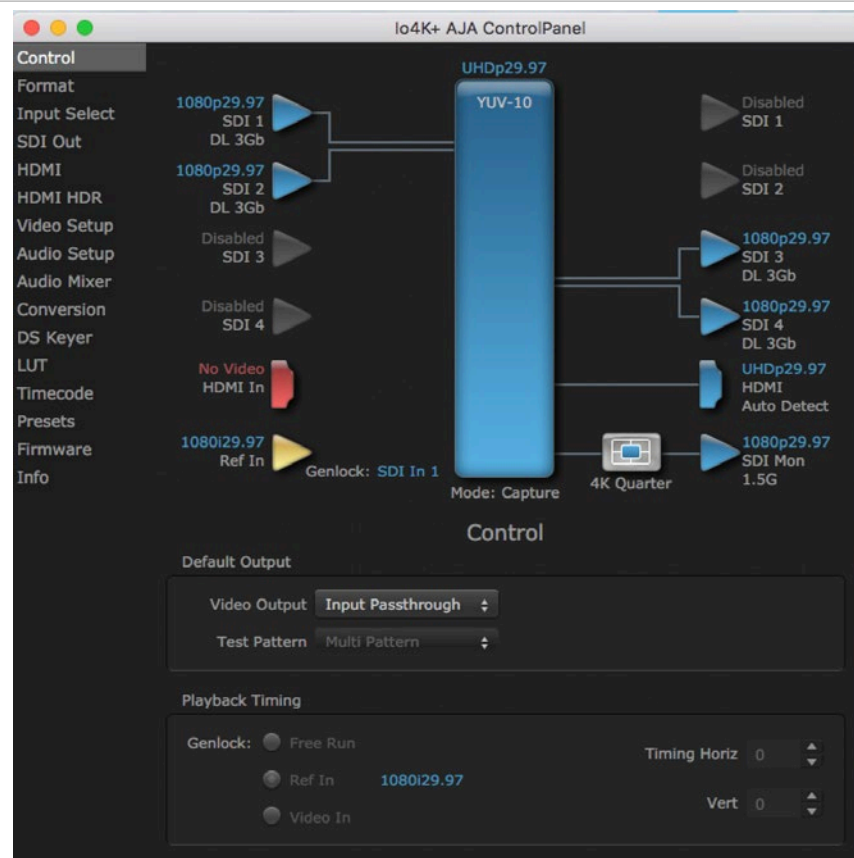 Io4K+ AJA ControlPanel
Control
Format
Input Select
SDI Out
HDMI
HDMI HDR
Video Setup
Audio Setup
Audio Mixer
Conversion
DS Keyer
LUT
Timecode
Presets
Firmware
Info
UHDp29.97
YUV-10
1080p29.97
SDI 1
DL 3Gb
1080p29.97
SDI 2
DL 3Gb
Disabled
SDI 3
Disabled
SDI 4
No Video
HDMI In
1080i29.97
Ref In
Genlock: SDI In 1
Mode: Capture
Disabled
SDI 1
Disabled
SDI 2
1080p29.97
SDI 3
DL 3Gb
1080p29.97
SDI 4
DL 3Gb
UHDp29.97
HDMI
Auto Detect
4K Quarter
1080p29.97
SDI Mon
1.5G
Control
Default Output
Video Output Input Passthrough
Test Pattern Multi Pattern
Playback Timing
Genlock: Free Run
Ref In 1080i29.97
Video In
Timing Horiz 0
Vert 0